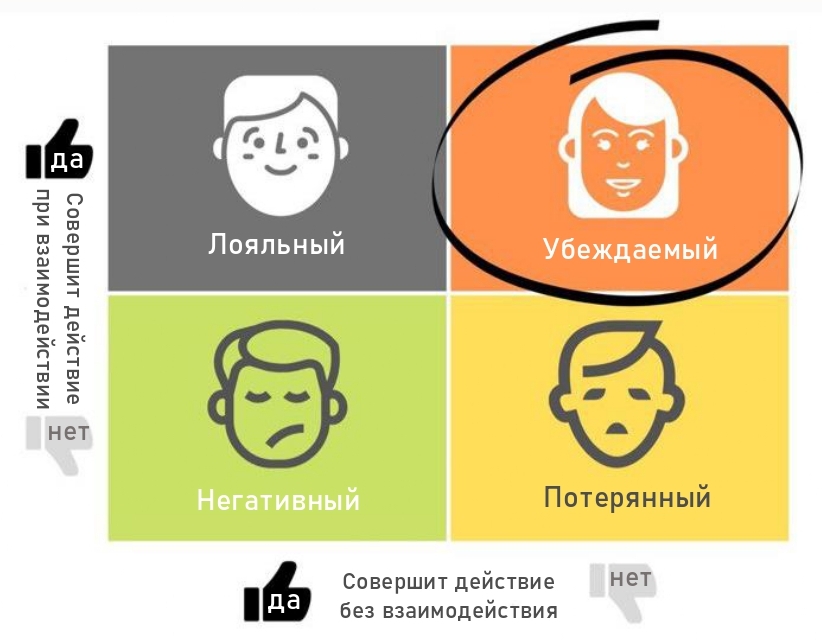 да
Совершит действие
при взаимодействии
нет
Лояльный
Убеждаемый
Негативный
Потерянный
да
Совершит действие
без взаимодействия
нет